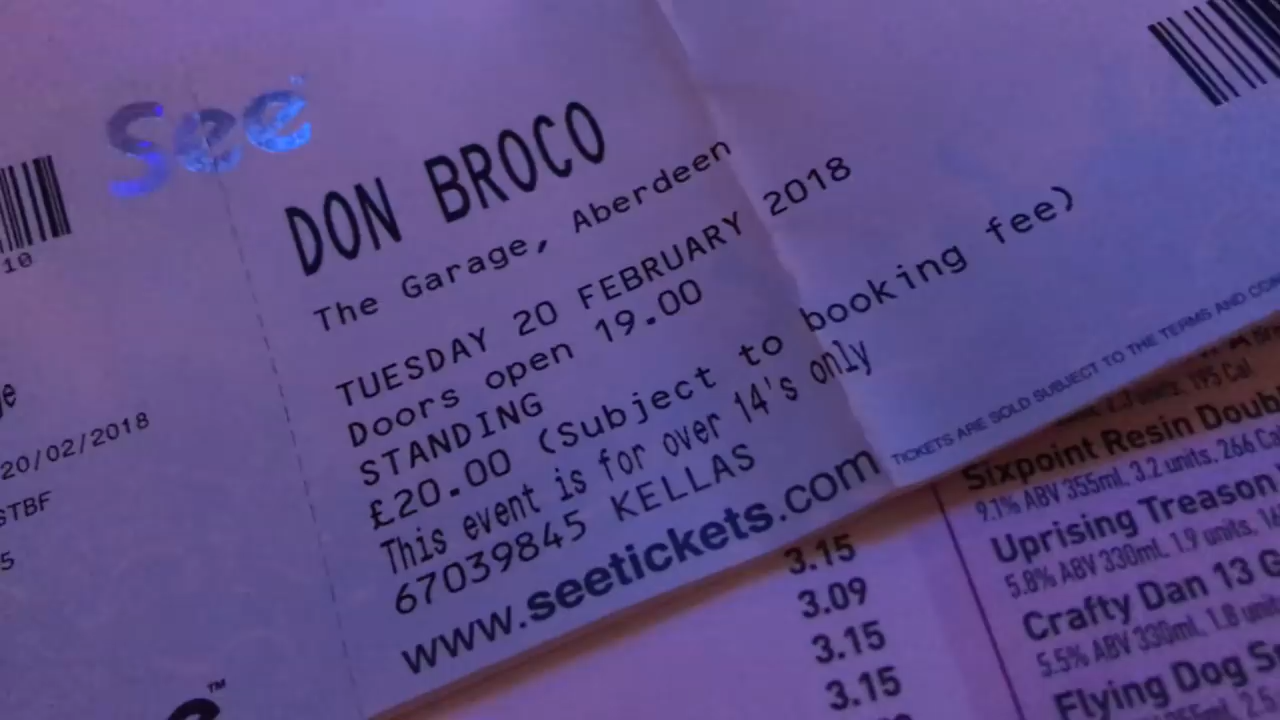 See
10
DON BROCO
The Garage, Aberdeen
TUESDAY 20 FEBRUARY 2018
Doors open 19.00
STANDING
£20.00 (Subject to booking fee)
This event is for over 14's only
67039845 KELLAS
www.seetickets.com
TICKETS ARE SOLD SUBJECT TO THE TERMS AND
20/02/2018
STBF
5
™
3.15
3.09
3.15
3.15
195 Cal
Sixpoint Resin
9.1% ABV 355ml, 3.2 units, 266
Uprising Treason
5.8% ABV 330ml, 1.9 units,
Crafty Dan 13
5.5% ABV 330ml, 1.8
Flying Dog